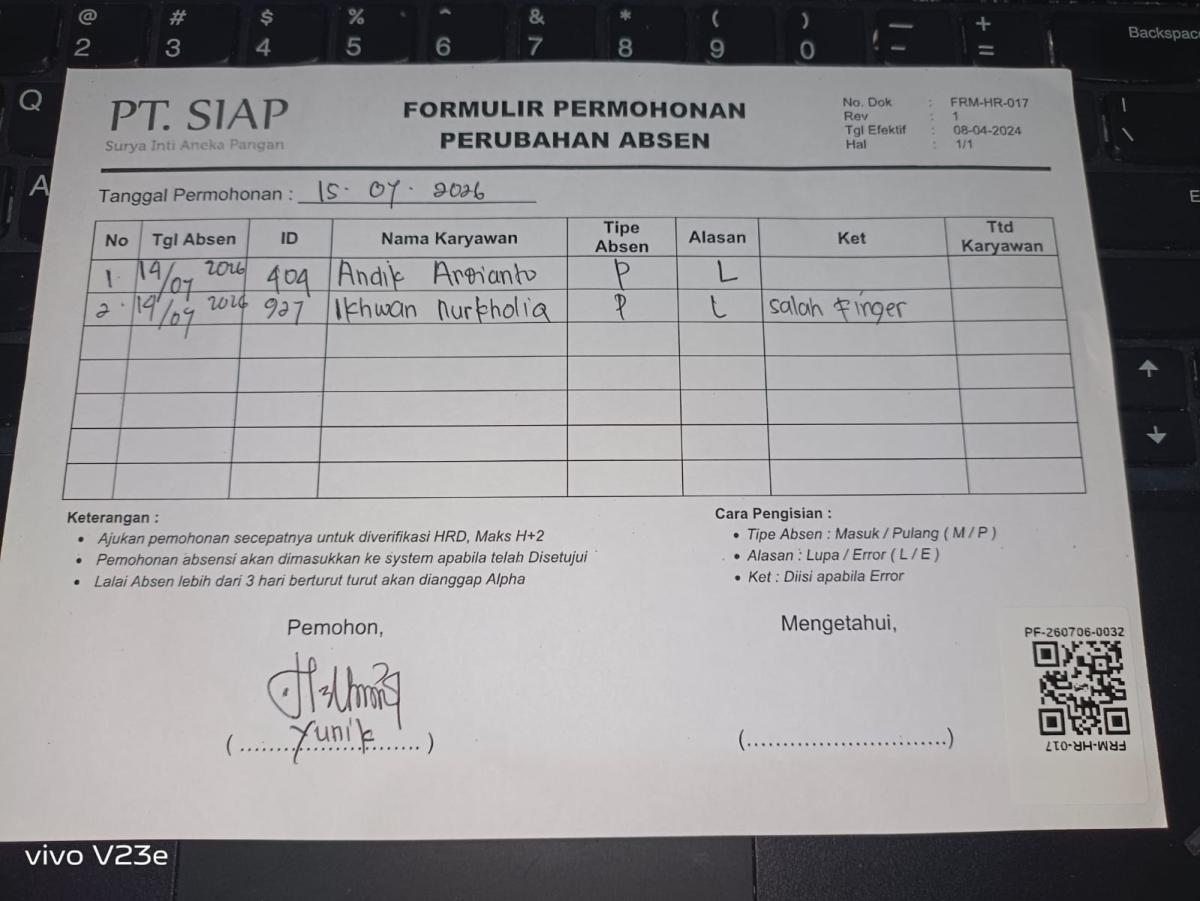 @ # $ % ^ & * ( ) — +
2 3 4 5 6 7 8 9 0 - =
Backspac
Q
A
PT. SIAP
Surya Inti Aneka Pangan
FORMULIR PERMOHONAN
PERUBAHAN ABSEN
No. Dok : FRM-HR-017
Rev : 1
Tgl Efektif : 08-04-2024
Hal : 1/1
Tanggal Permohonan : 15. 07. 2026
No Tgl Absen ID Nama Karyawan Tipe Absen Alasan Ket Ttd Karyawan
1. 14/07 2026 404 Andik P L
2. 14/07 2026 927 Ikhwan P L salah finger
Keterangan :
• Ajukan pemohonan secepatnya untuk diverifikasi HRD, Maks H+2
• Pemohonan absensi akan dimasukkan ke system apabila telah Disetujui
• Lalai Absen lebih dari 3 hari berturut turut akan dianggap Alpha
Cara Pengisian :
• Tipe Absen : Masuk / Pulang ( M / P )
• Alasan : Lupa / Error ( L / E )
• Ket : Diisi apabila Error
Pemohon,
(...Yunik...)
Mengetahui,
(............................)
PF-260706-0032
FRM-HR-017
vivo V23e